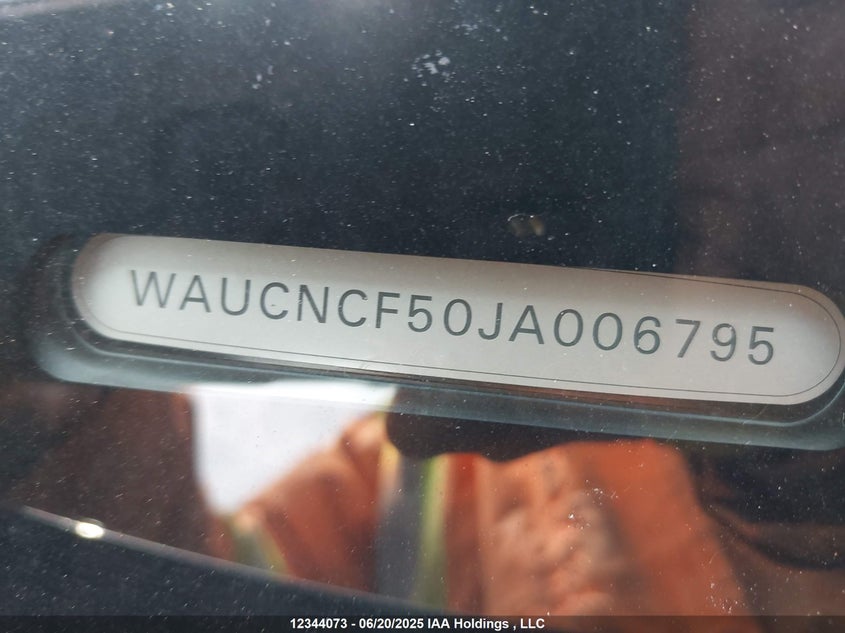 WAUCNCF50JA006795
12344073 - 06/20/2025 IAA Holdings , LLC